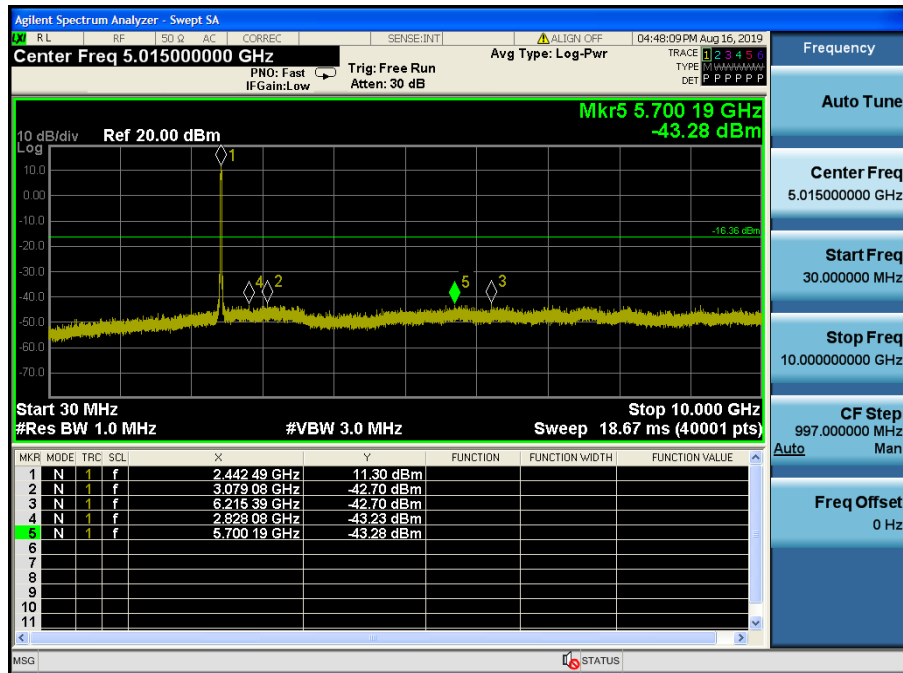 Agilent Spectrum Analyzer - Swept SA
LXI RL RF 50 Ω AC CORREC SENSE:INT ALIGN OFF 04:48:09 PM Aug 16, 2019
Center Freq 5.015000000 GHz
PNO: Fast
IFGain:Low
Trig: Free Run
Atten: 30 dB
Avg Type: Log-Pwr
TRACE 1 2 3 4 5 6
TYPE M WWWWW
DET P P P P P P
Mkr5 5.700 19 GHz
-43.28 dBm
10 dB/div Ref 20.00 dBm
Log
10.0
0.00
-10.0
-20.0
-30.0
-40.0
-50.0
-60.0
-70.0
1
-16.36 dBm
4 2 5 3
Start 30 MHz Stop 10.000 GHz
#Res BW 1.0 MHz #VBW 3.0 MHz Sweep 18.67 ms (40001 pts)
MKR MODE TRC SCL X Y FUNCTION FUNCTION WIDTH FUNCTION VALUE
1 N 1 f 2.442 49 GHz 11.30 dBm
2 N 1 f 3.079 08 GHz -42.70 dBm
3 N 1 f 6.215 39 GHz -42.70 dBm
4 N 1 f 2.828 08 GHz -43.23 dBm
5 N 1 f 5.700 19 GHz -43.28 dBm
6
7
8
9
10
11
MSG STATUS
Frequency
Auto Tune
Center Freq
5.015000000 GHz
Start Freq
30.000000 MHz
Stop Freq
10.000000000 GHz
CF Step
997.000000 MHz
Auto Man
Freq Offset
0 Hz